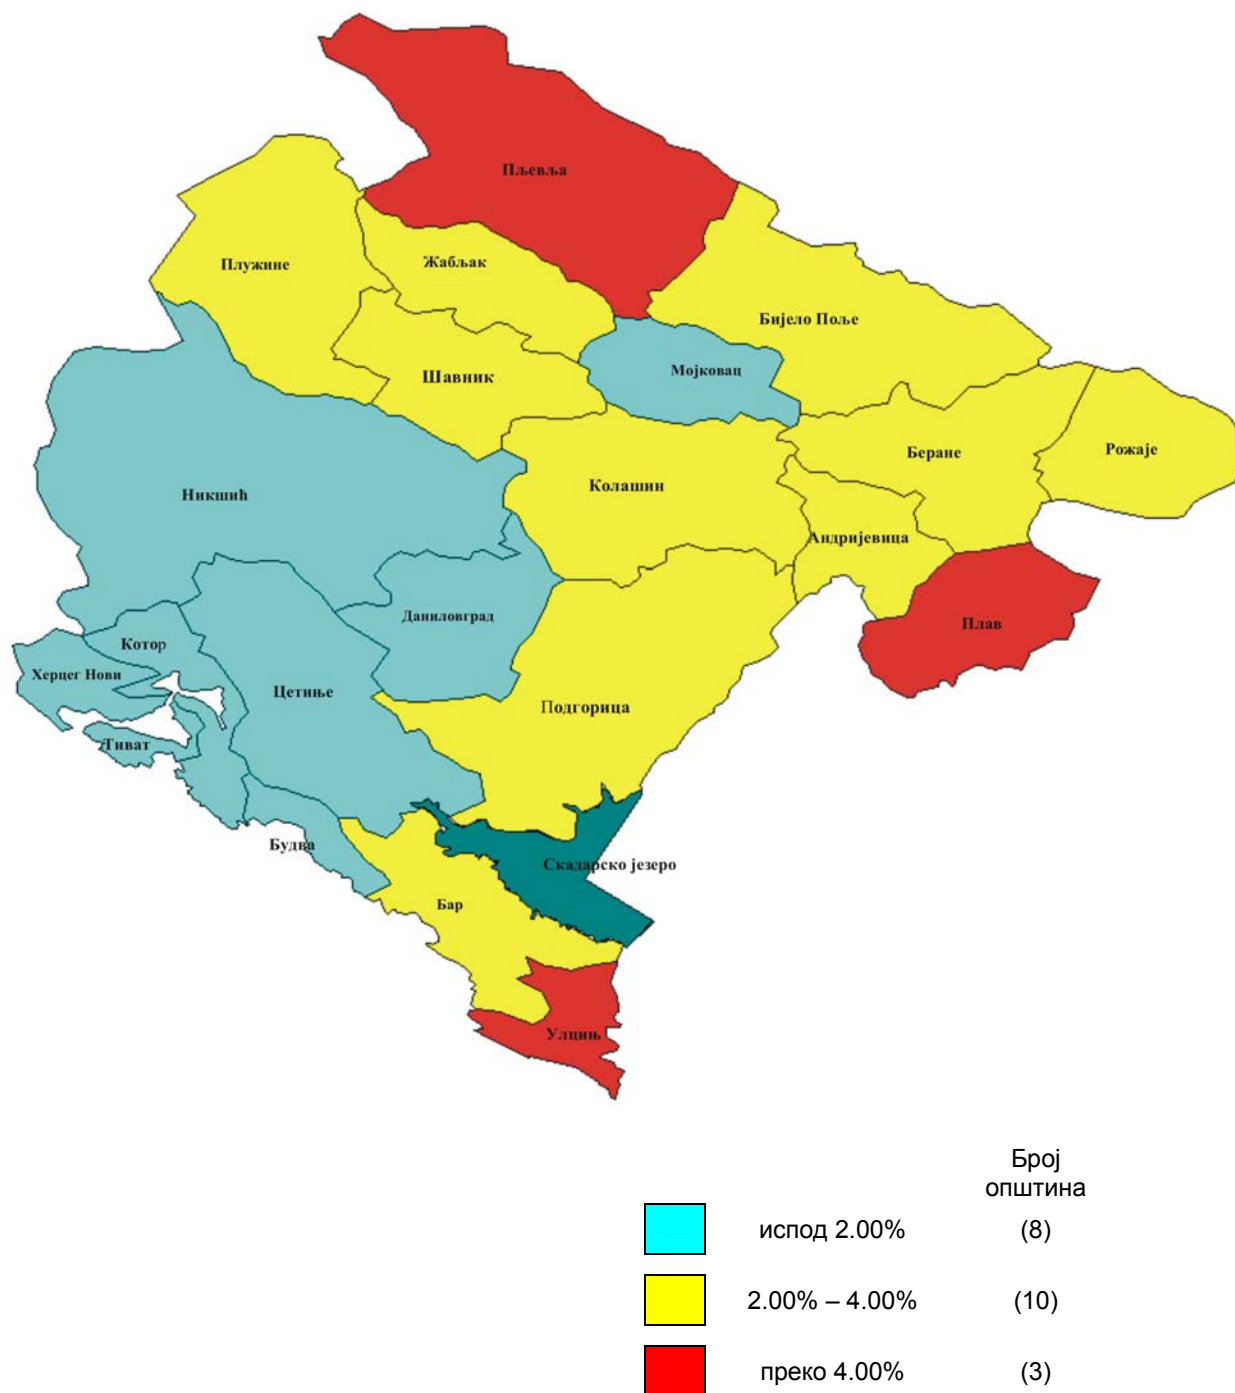 Пљевља
Плужине
Жабљак
Бијело Поље
Шавник
Мојковац
Беране
Рожаје
Никшић
Колашин
Андријевица
Даниловград
Плав
Котор
Херцег Нови
Цетиње
Подгорица
Тиват
Будва
Скадарско језеро
Бар
Улцињ
Број
општина
испод 2.00% (8)
2.00% – 4.00% (10)
преко 4.00% (3)